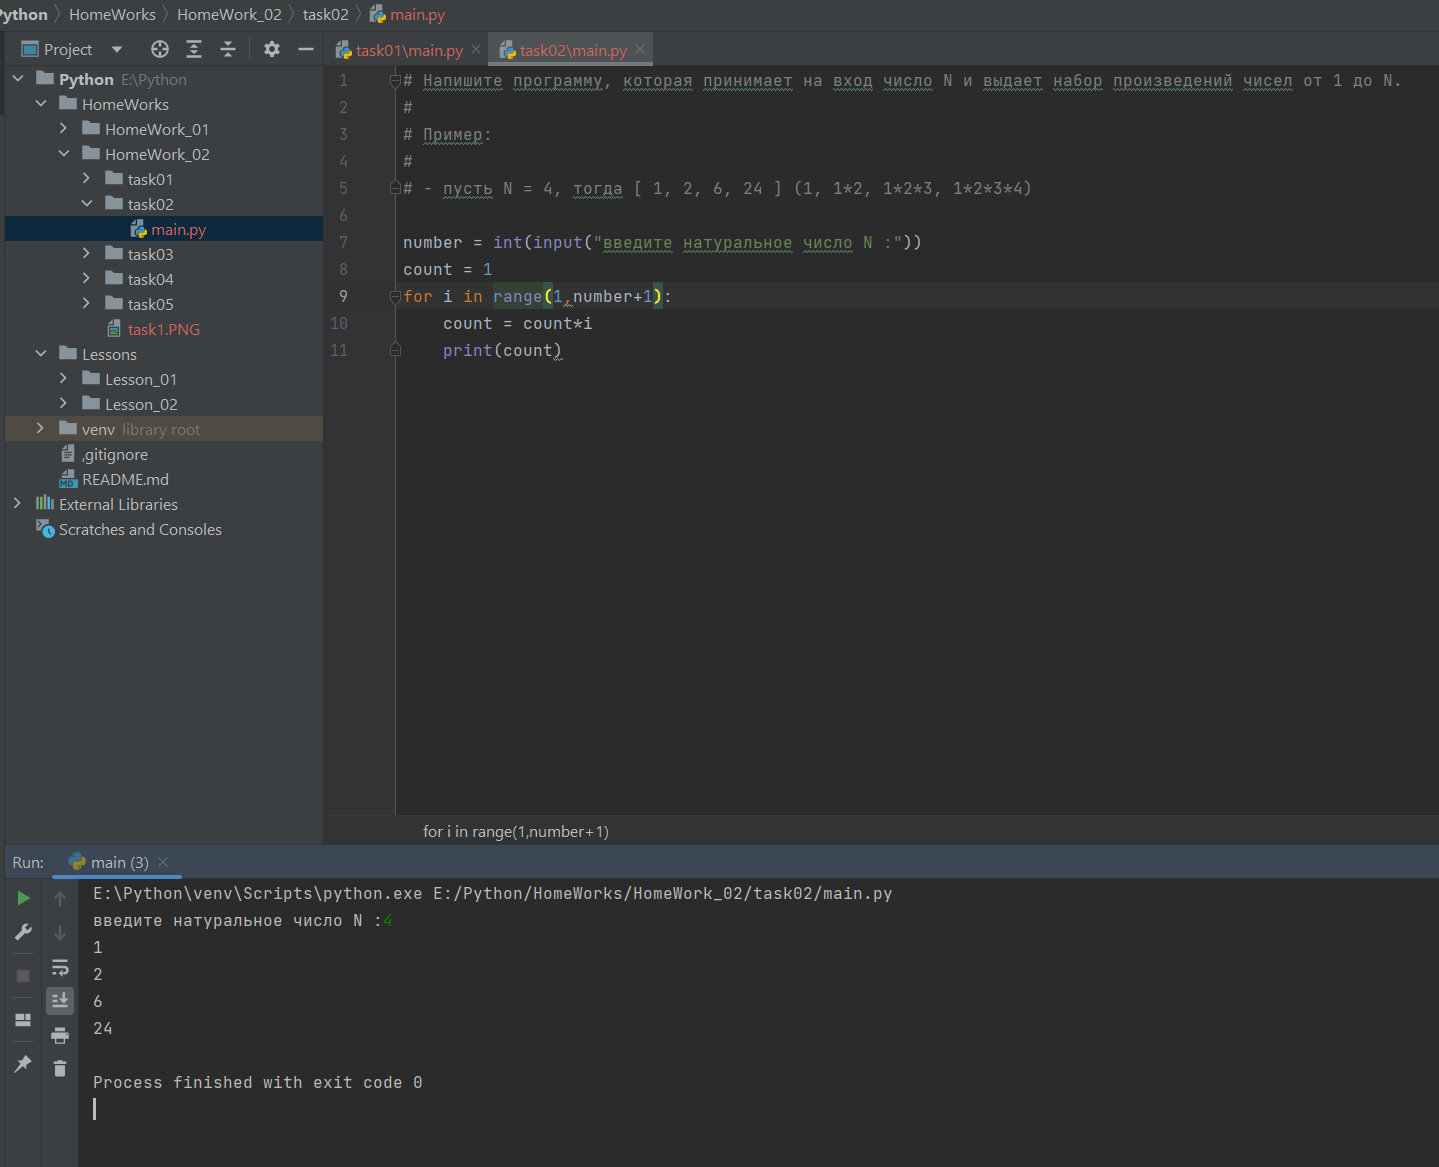 Python HomeWorks HomeWork_02 task02 main.py
Project
task01\main.py task02\main.py
Python E:\Python
HomeWorks
HomeWork_01
HomeWork_02
task01
task02
main.py
task03
task04
task05
task1.PNG
Lessons
Lesson_01
Lesson_02
venv library root
,gitignore
README.md
External Libraries
Scratches and Consoles
1 # Напишите программу, которая принимает на вход число N и выдает набор произведений чисел от 1 до N.
2 #
3 # Пример:
4 #
5 # - пусть N = 4, тогда [ 1, 2, 6, 24 ] (1, 1*2, 1*2*3, 1*2*3*4)
6
7 number = int(input("введите натуральное число N :"))
8 count = 1
9 for i in range(1,number+1):
10 count = count*i
11 print(count)
for i in range(1,number+1)
Run: main (3)
E:\Python\venv\Scripts\python.exe E:/Python/HomeWorks/HomeWork_02/task02/main.py
введите натуральное число N :4
1
2
6
24
Process finished with exit code 0